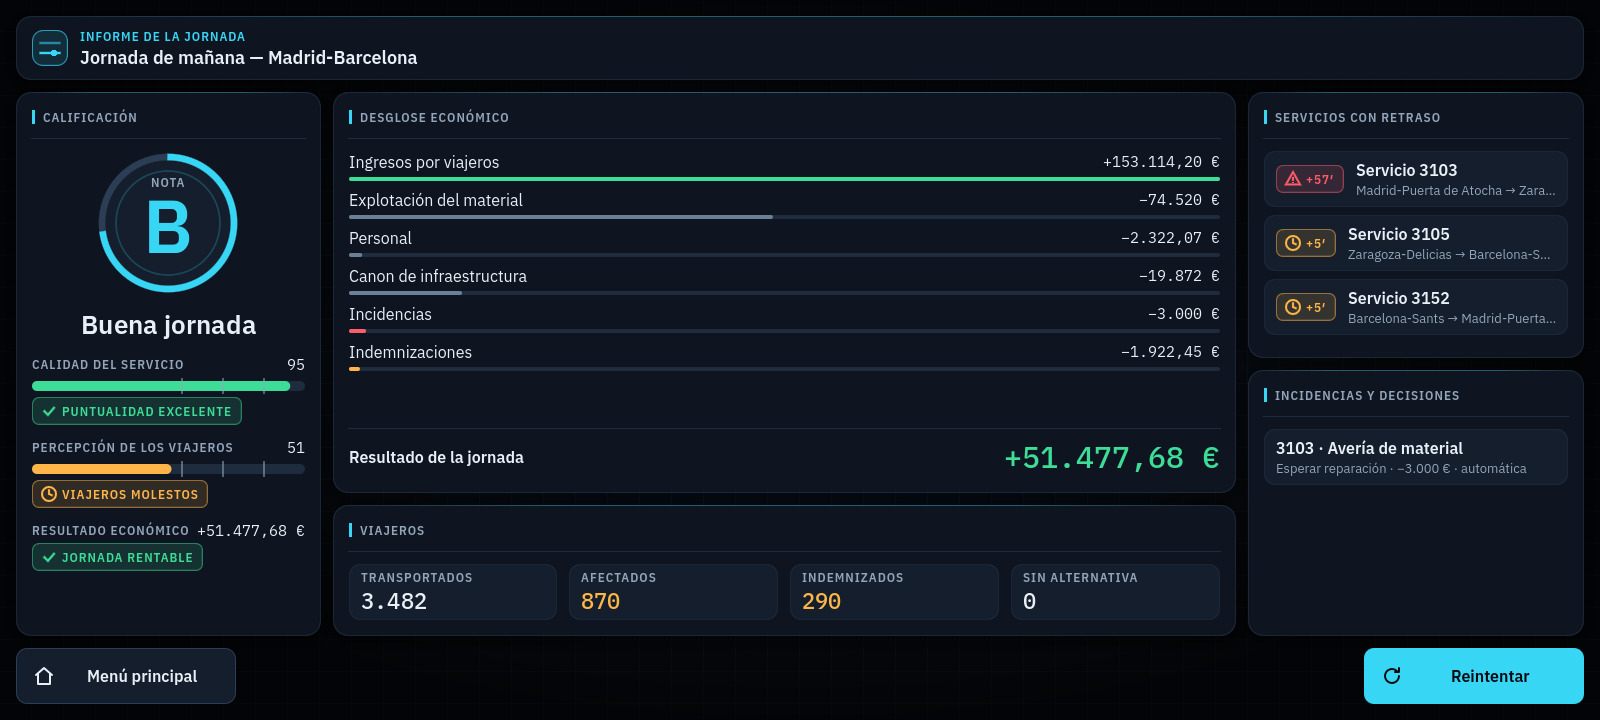 INFORME DE LA JORNADA
Jornada de mañana — Madrid-Barcelona
CALIFICACIÓN
NOTA
B
Buena jornada
CALIDAD DEL SERVICIO 95
PUNTUALIDAD EXCELENTE
PERCEPCIÓN DE LOS VIAJEROS 51
VIAJEROS MOLESTOS
RESULTADO ECONÓMICO +51.477,68 €
JORNADA RENTABLE
DESGLOSE ECONÓMICO
Ingresos por viajeros +153.114,20 €
Explotación del material −74.520 €
Personal −2.322,07 €
Canon de infraestructura −19.872 €
Incidencias −3.000 €
Indemnizaciones −1.922,45 €
Resultado de la jornada +51.477,68 €
VIAJEROS
TRANSPORTADOS
3.482
AFECTADOS
870
INDEMNIZADOS
290
SIN ALTERNATIVA
0
SERVICIOS CON RETRASO
+57′
Servicio 3103
Madrid-Puerta de Atocha → Zara...
+5′
Servicio 3105
Zaragoza-Delicias → Barcelona-S...
+5′
Servicio 3152
Barcelona-Sants → Madrid-Puerta...
INCIDENCIAS Y DECISIONES
3103 · Avería de material
Esperar reparación · −3.000 € · automática
Menú principal
Reintentar